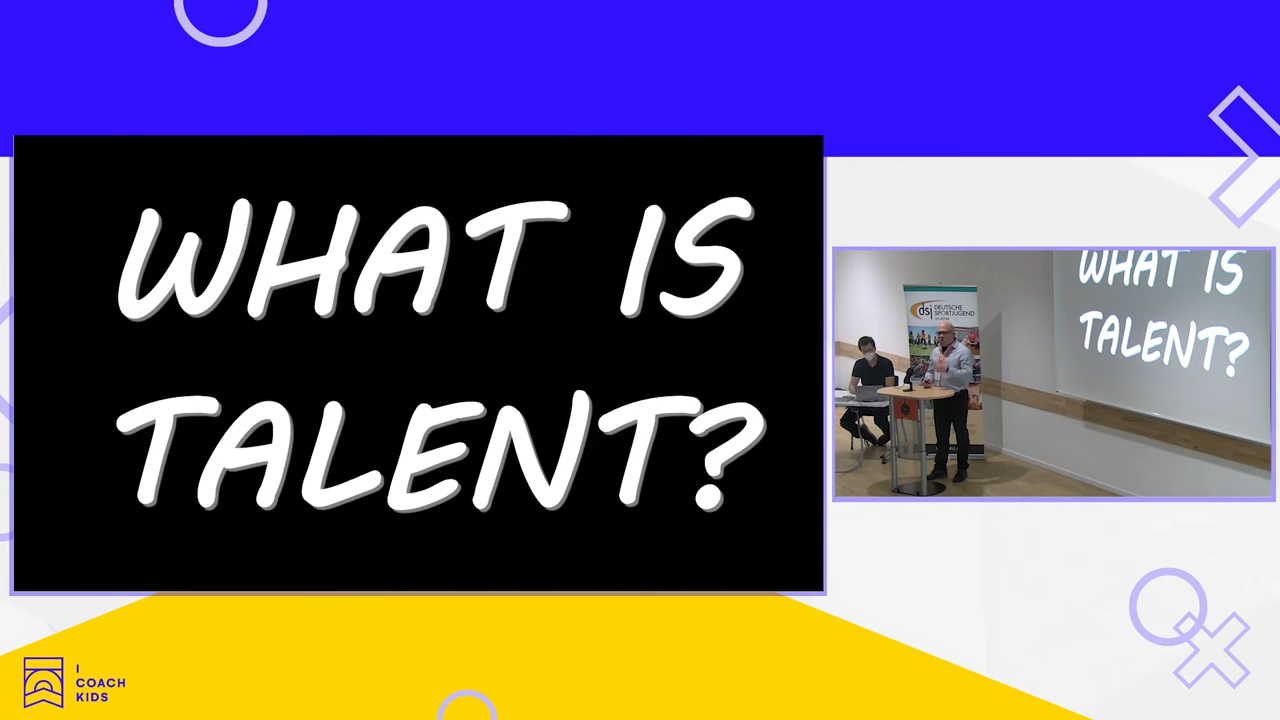 WHAT IS
TALENT?
WHAT IS
TALENT?
dsj DEUTSCHE
SPORTJUGEND
I
COACH
KIDS